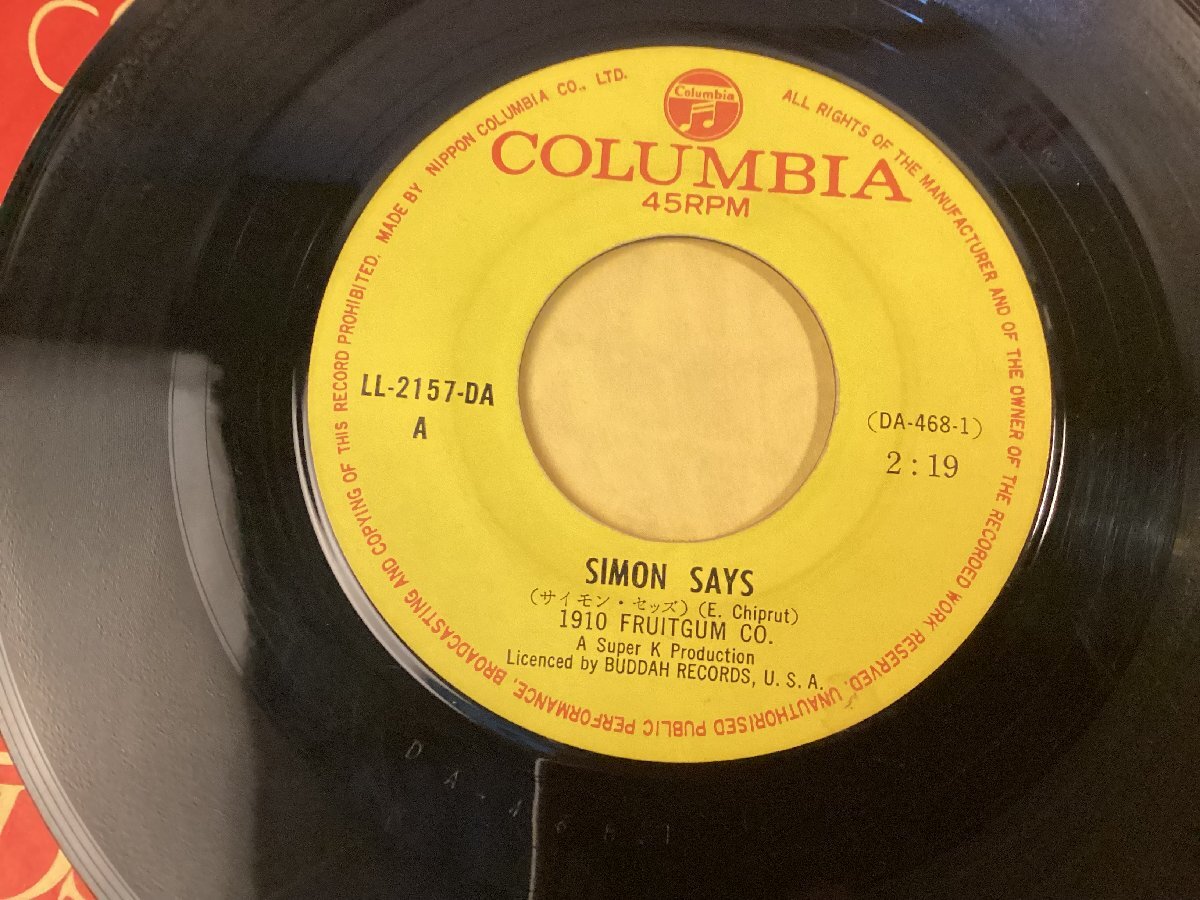 Columbia
COLUMBIA
45RPM
MADE BY NIPPON COLUMBIA CO., LTD.
ALL RIGHTS OF THE MANUFACTURER AND OF THE OWNER OF THE RECORDED WORK RESERVED. UNAUTHORISED PUBLIC PERFORMANCE, BROADCASTING AND COPYING OF THIS RECORD PROHIBITED.
LL-2157-DA
A
(DA-468-1)
2:19
SIMON SAYS
(サイモン・セッズ) (E. Chiprut)
1910 FRUITGUM CO.
A Super K Production
Licenced by BUDDAH RECORDS, U. S. A.